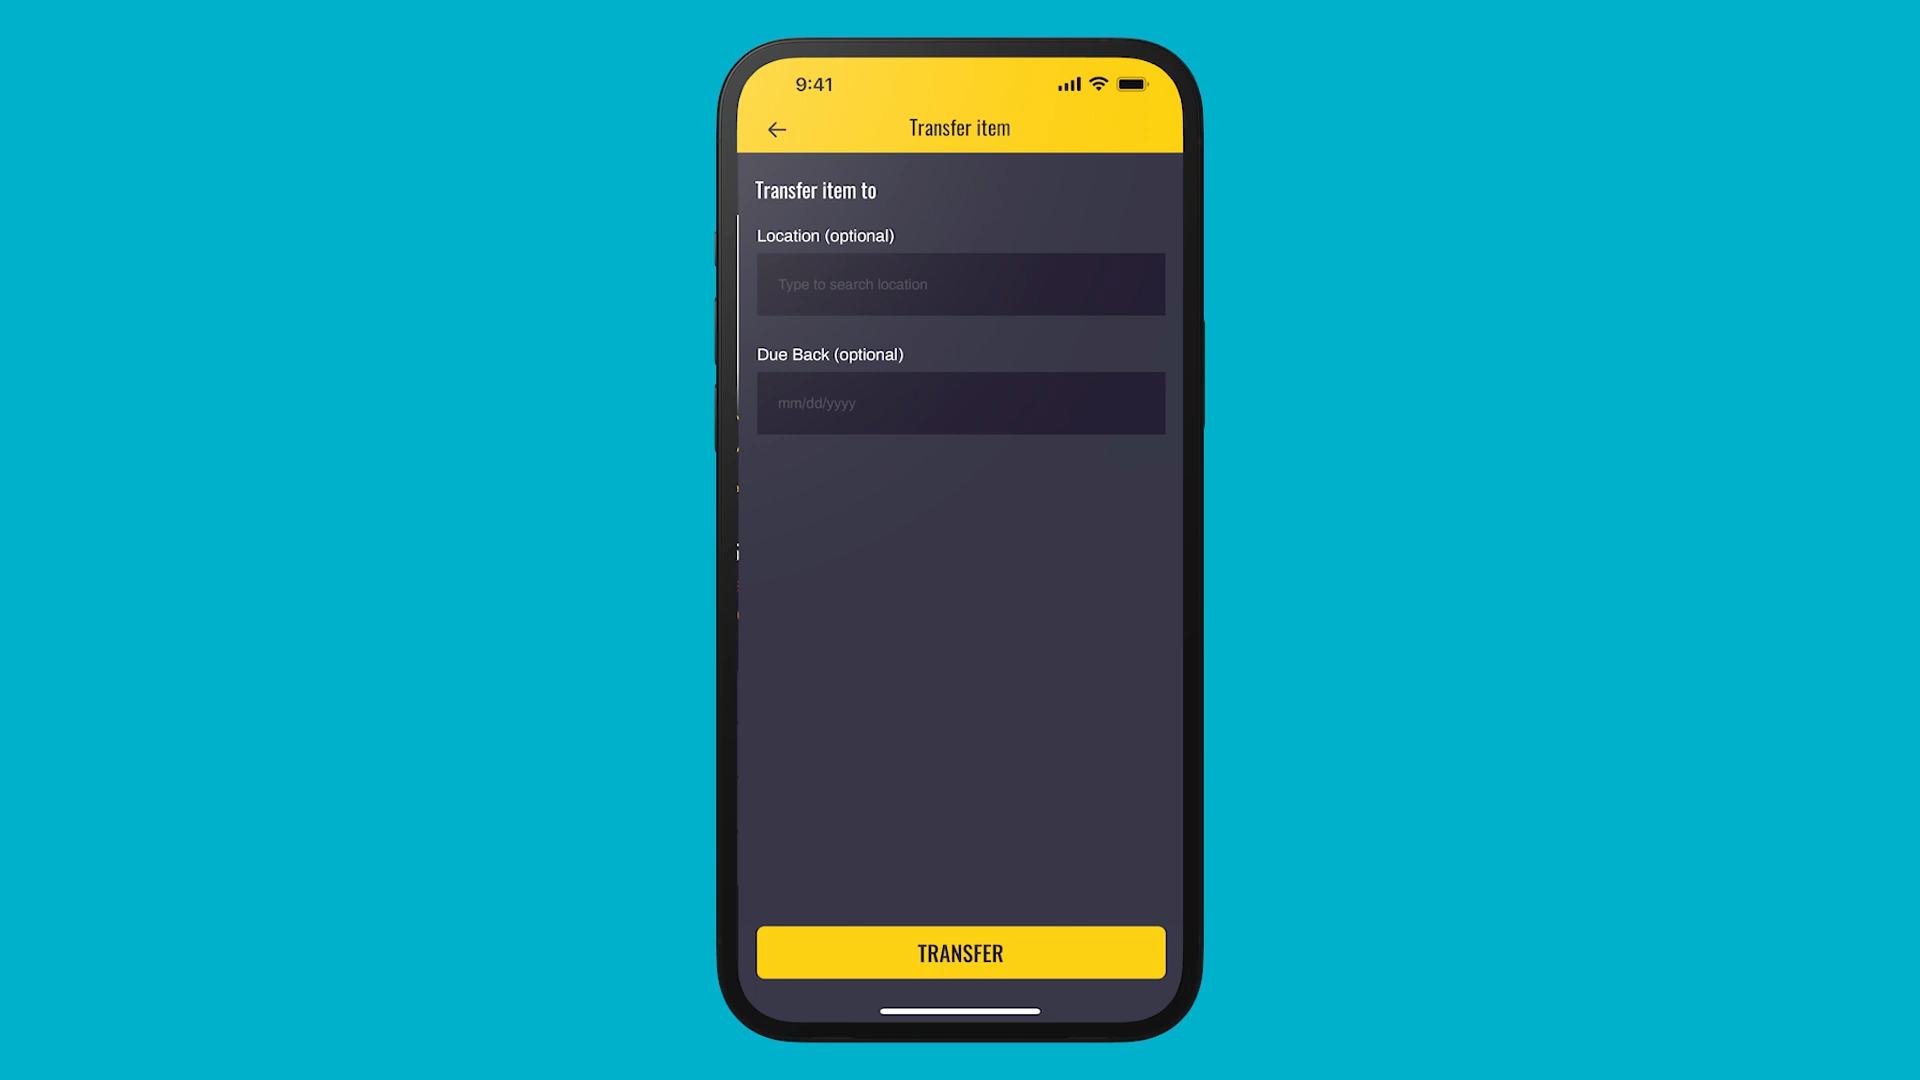 9:41
Transfer item
Transfer item to
Location (optional)
Type to search location
Due Back (optional)
mm/dd/yyyy
TRANSFER